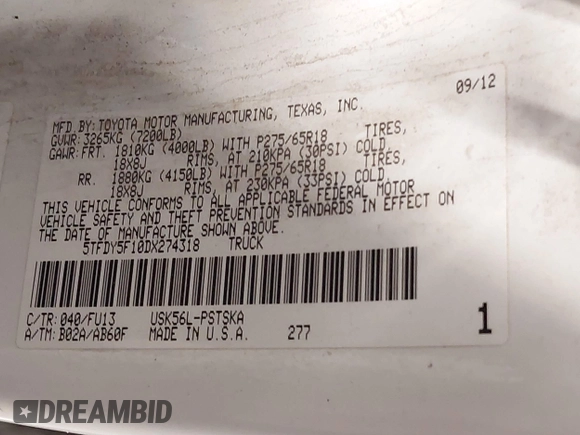 09/12
MFD BY: TOYOTA MOTOR MANUFACTURING, TEXAS, INC.
GVWR: 3265KG (7200LB)
GAWR: FRT. 1810KG (4000LB) WITH P275/65R18 TIRES,
18X8J RIMS, AT 210KPA (30PSI) COLD
RR. 1880KG (4150LB) WITH P275/65R18 TIRES,
18X8J RIMS, AT 230KPA (33PSI) COLD
THIS VEHICLE CONFORMS TO ALL APPLICABLE FEDERAL MOTOR
VEHICLE SAFETY AND THEFT PREVENTION STANDARDS IN EFFECT ON
THE DATE OF MANUFACTURE SHOWN ABOVE.
5TFDY5F10DX274318 TRUCK
C/TR: 040/FU13 USK56L-PSTSKA
A/TM: B02A/AB60F MADE IN U.S.A. 277 1
DREAMBID